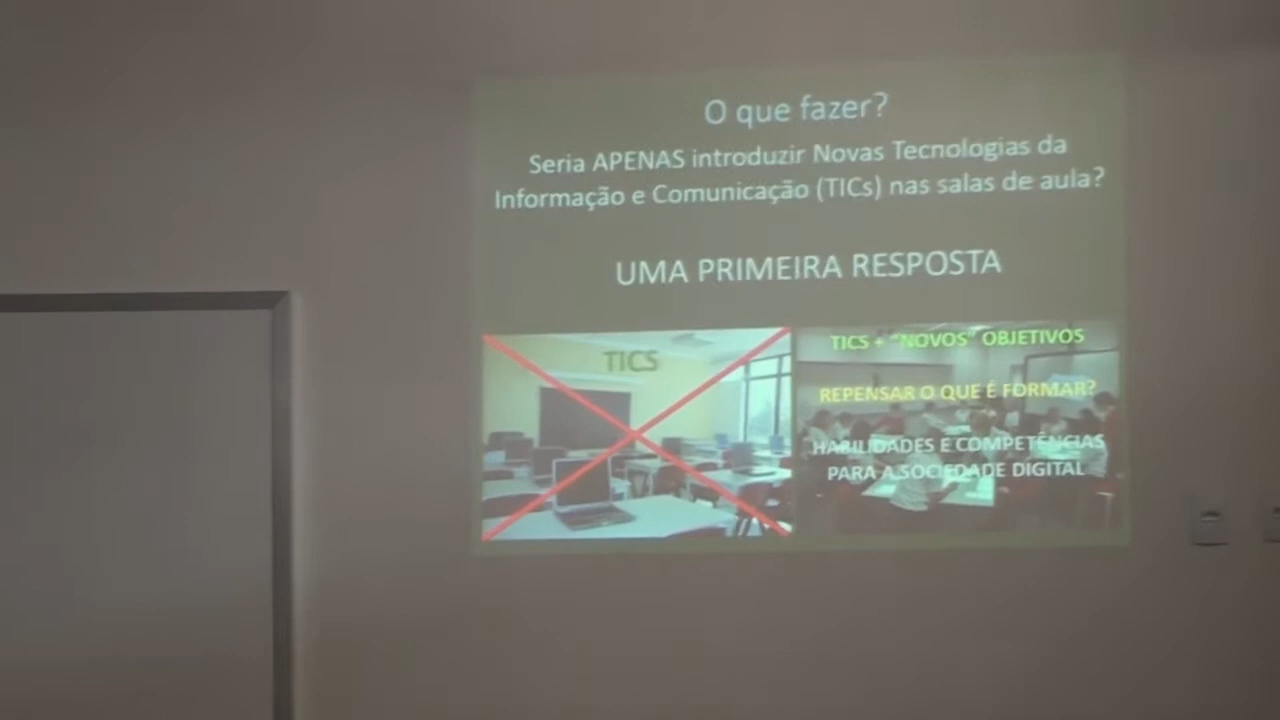 O que fazer?
Seria APENAS introduzir Novas Tecnologias da
Informação e Comunicação (TICs) nas salas de aula?
UMA PRIMEIRA RESPOSTA
TICS
TICS + "NOVOS" OBJETIVOS
REPENSAR O QUE É FORMAR?
HABILIDADES E COMPETÊNCIAS
PARA A SOCIEDADE DIGITAL